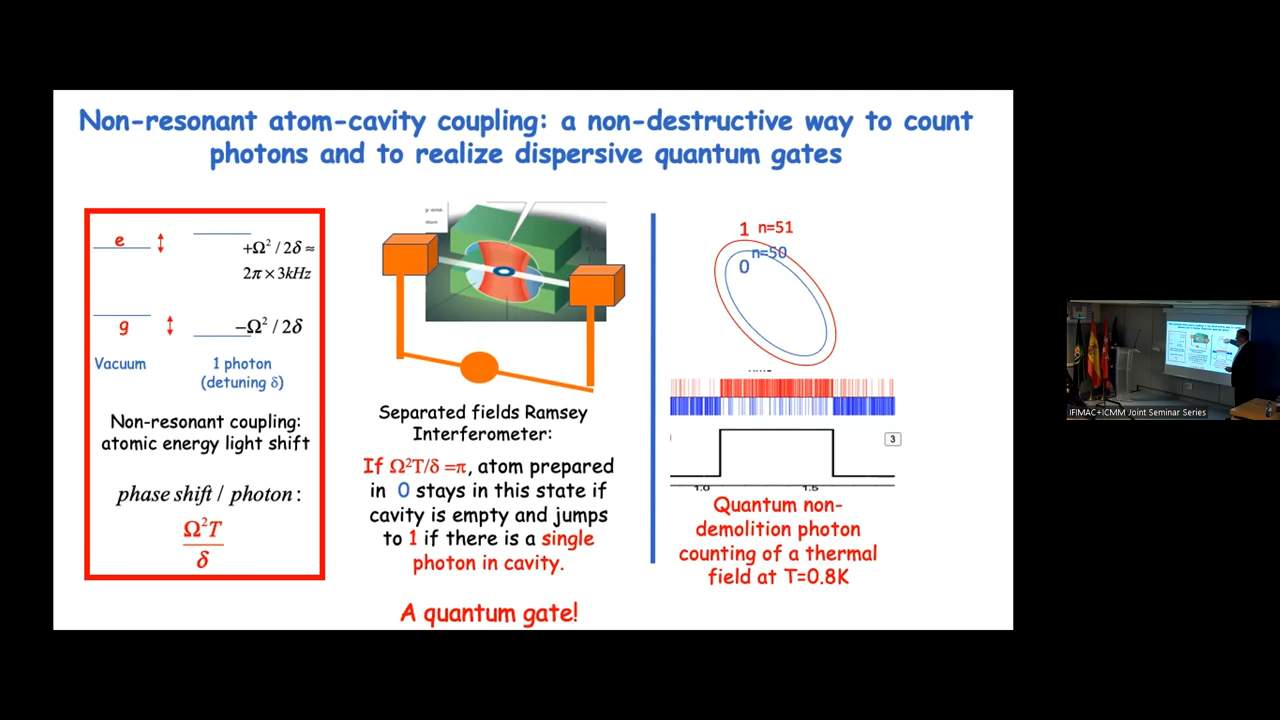 Non-resonant atom-cavity coupling: a non-destructive way to count
photons and to realize dispersive quantum gates
e
+Ω² / 2δ ≈
2π × 3kHz
g
−Ω² / 2δ
Vacuum
1 photon
(detuning δ)
Non-resonant coupling:
atomic energy light shift
phase shift / photon :
Ω²T
δ
Separated fields Ramsey
Interferometer:
If Ω²T/δ =π, atom prepared
in 0 stays in this state if
cavity is empty and jumps
to 1 if there is a single
photon in cavity.
A quantum gate!
1 n=51
n=50
0
3
1.0 1.5
Quantum non-
demolition photon
counting of a thermal
field at T=0.8K
IFIMAC+ICMM Joint Seminar Series